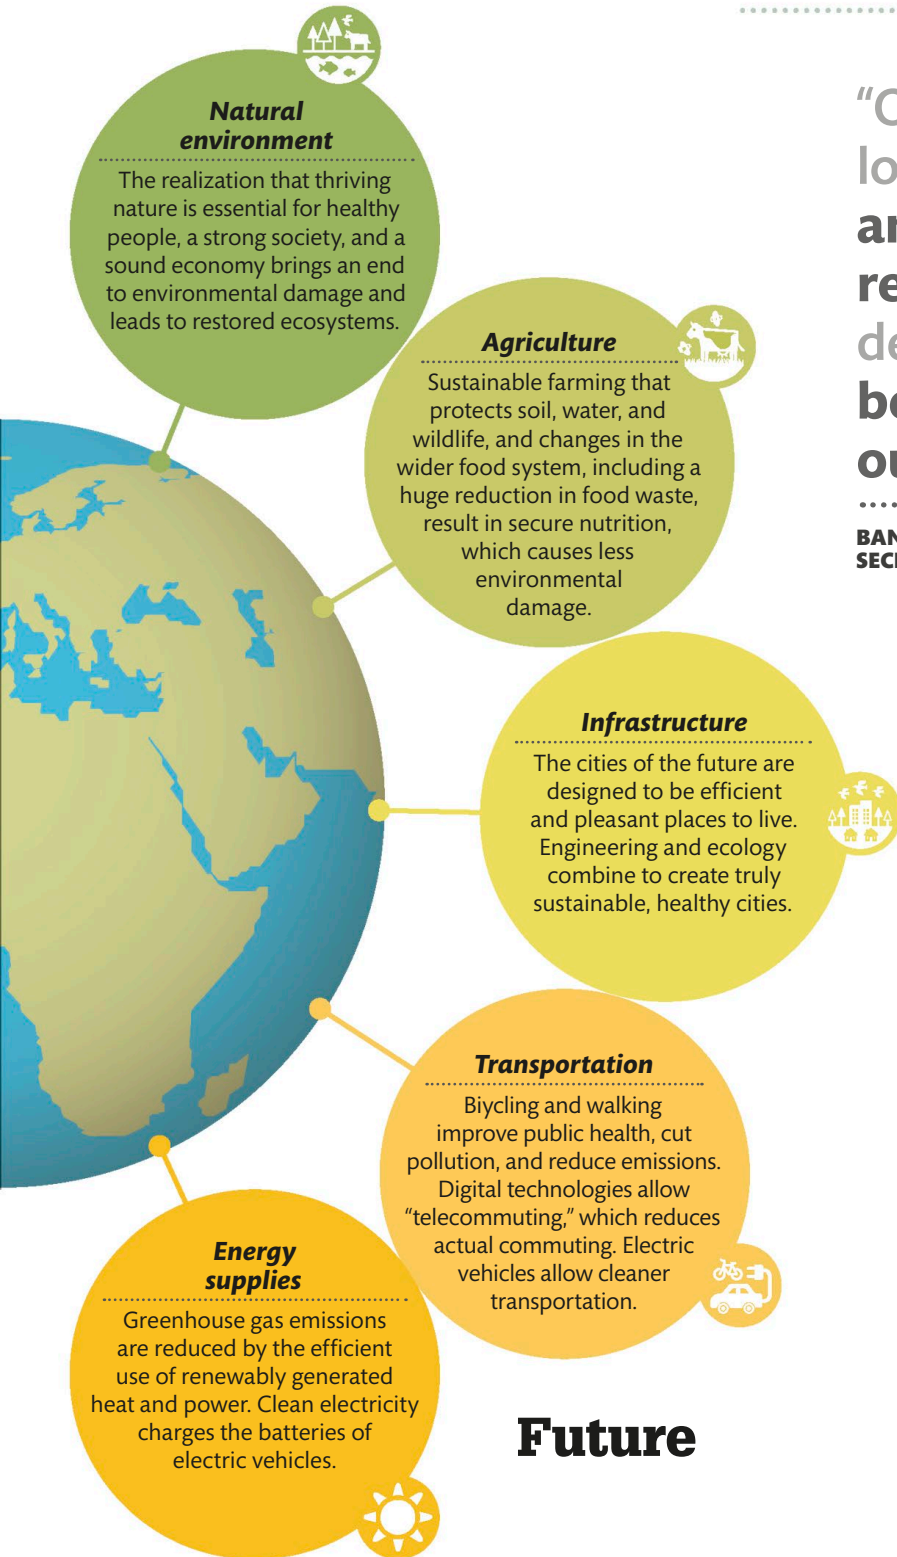 Natural
environment
The realization that thriving
nature is essential for healthy
people, a strong society, and a
sound economy brings an end
to environmental damage and
leads to restored ecosystems.
Agriculture
Sustainable farming that
protects soil, water, and
wildlife, and changes in the
wider food system, including a
huge reduction in food waste,
result in secure nutrition,
which causes less
environmental
damage.
Infrastructure
The cities of the future are
designed to be efficient
and pleasant places to live.
Engineering and ecology
combine to create truly
sustainable, healthy cities.
Transportation
Biycling and walking
improve public health, cut
pollution, and reduce emissions.
Digital technologies allow
“telecommuting,” which reduces
actual commuting. Electric
vehicles allow cleaner
transportation.
Energy
supplies
Greenhouse gas emissions
are reduced by the efficient
use of renewably generated
heat and power. Clean electricity
charges the batteries of
electric vehicles.
Future